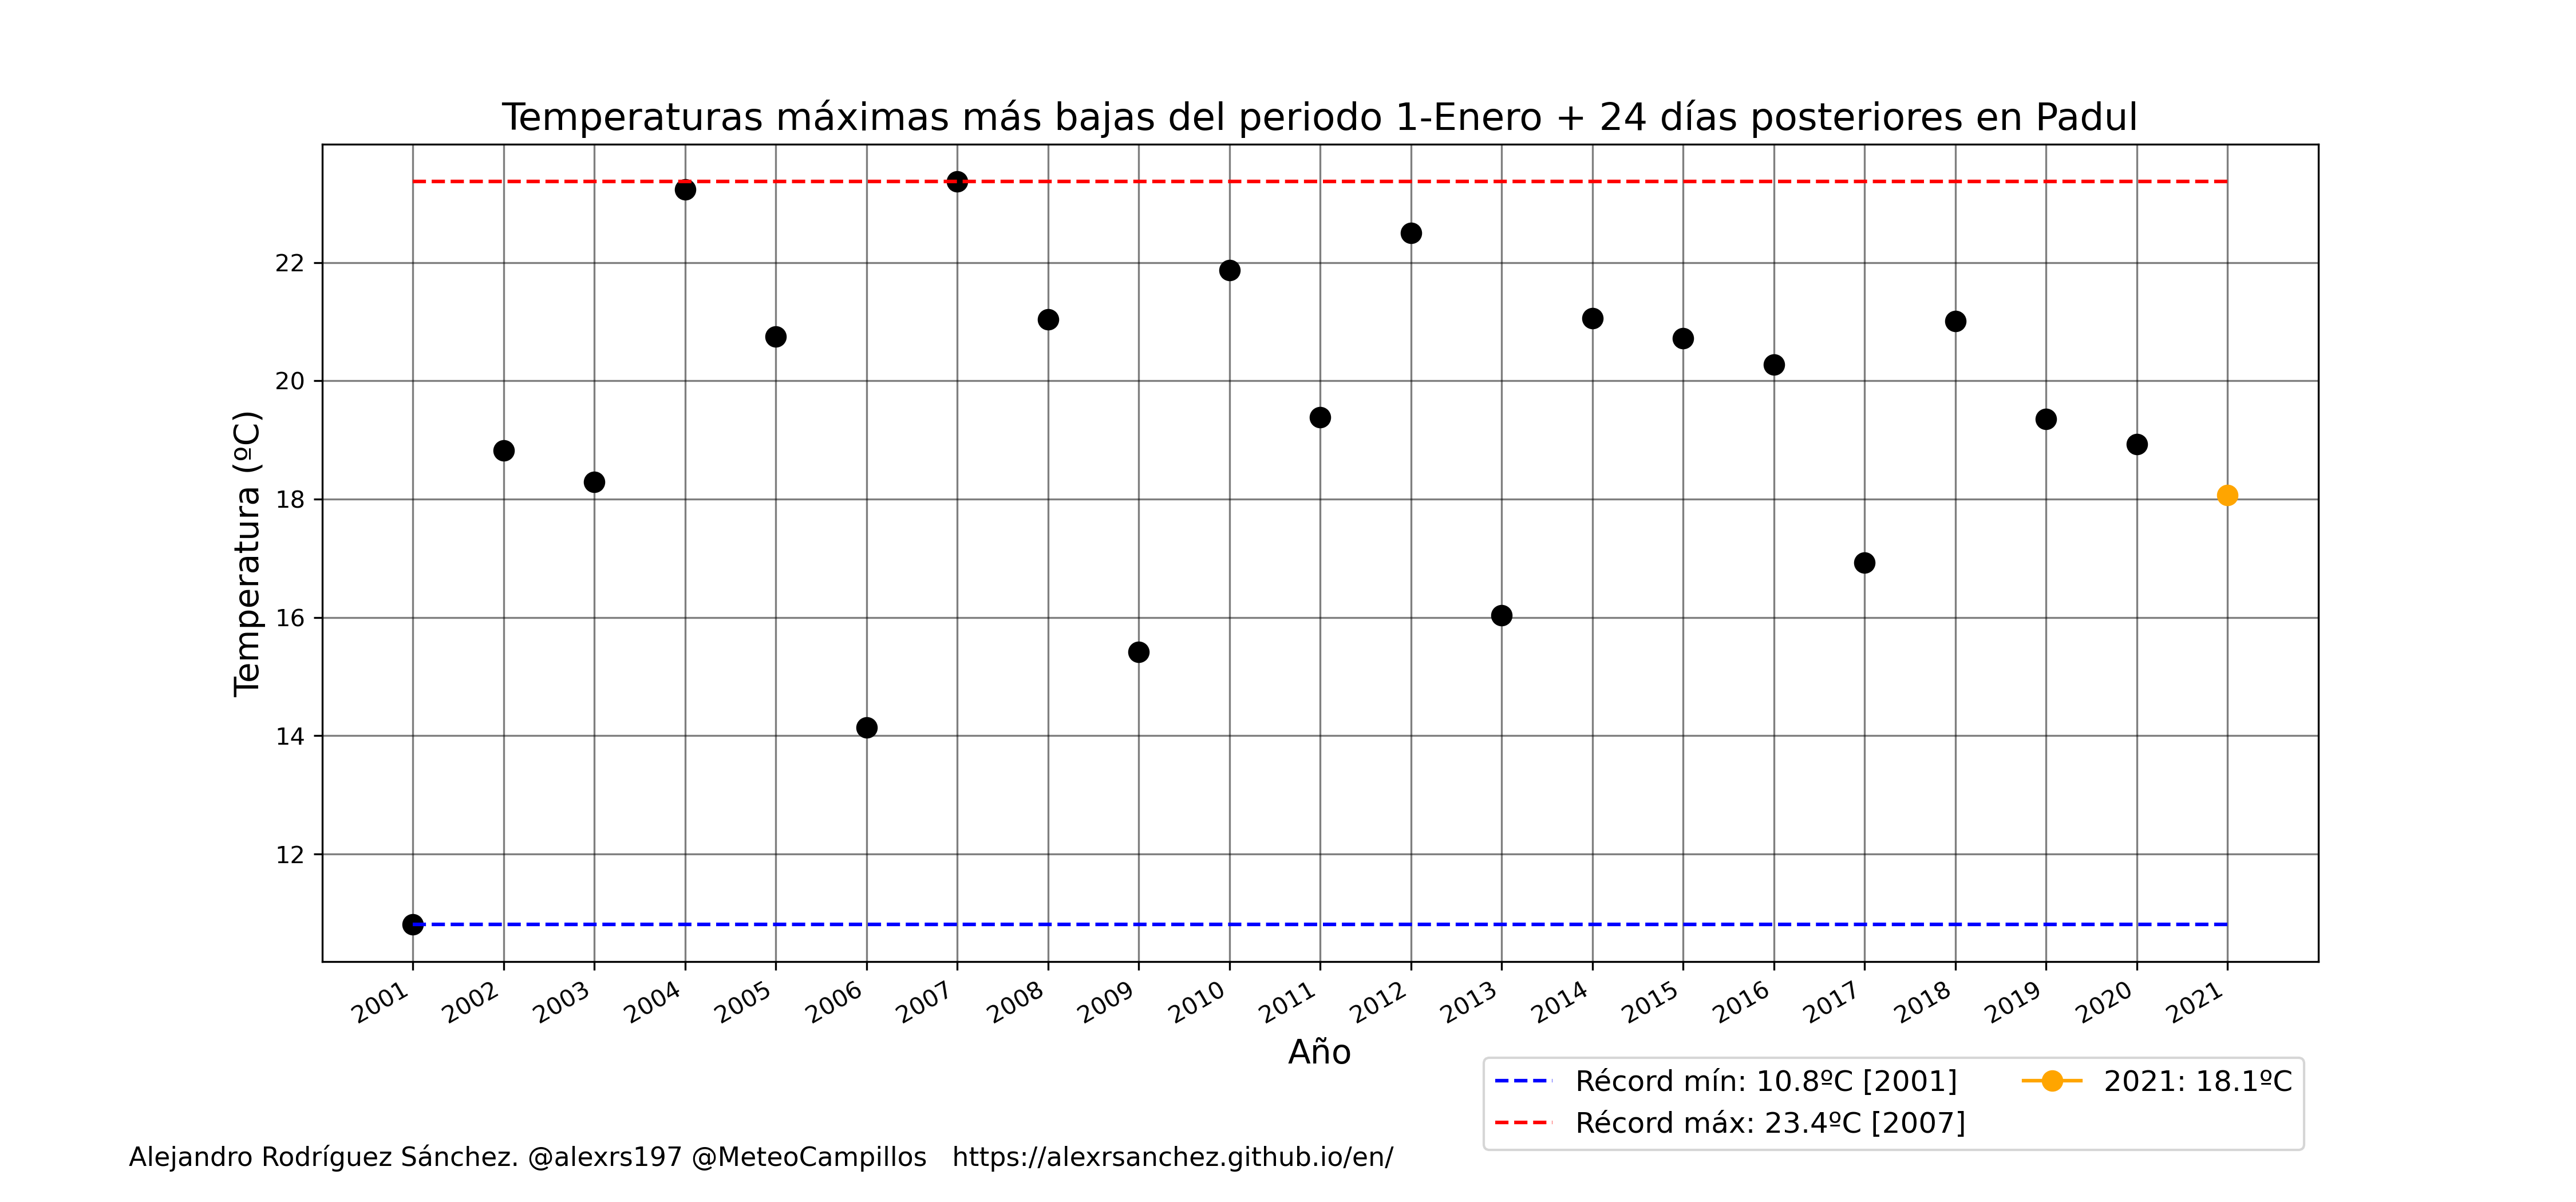 Temperaturas máximas más bajas del periodo 1-Enero + 24 días posteriores en Padul
Temperatura (ºC)
22
20
18
16
14
12
2001 2002 2003 2004 2005 2006 2007 2008 2009 2010 2011 2012 2013 2014 2015 2016 2017 2018 2019 2020 2021
Año
Récord mín: 10.8ºC [2001] 2021: 18.1ºC
Récord máx: 23.4ºC [2007]
Alejandro Rodríguez Sánchez. @alexrs197 @MeteoCampillos https://alexrsanchez.github.io/en/